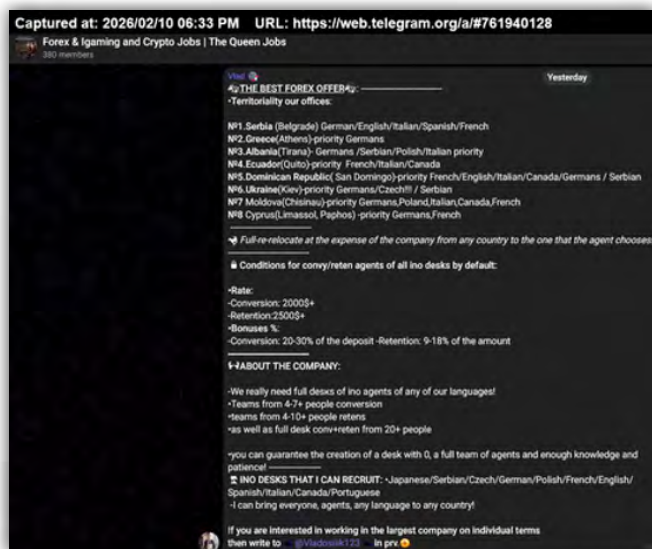 Captured at: 2026/02/10 06:33 PM URL: https://web.telegram.org/a/#761940128
Forex & Igaming and Crypto Jobs | The Queen Jobs
380 members
Vlad
Yesterday
THE BEST FOREX OFFER: ————————
•Territoriality our offices:
№1.Serbia (Belgrade) German/English/Italian/Spanish/French
№2.Greece(Athens)-priority Germans
№3.Albania(Tirana)- Germans /Serbian/Polish/Italian priority
№4.Ecuador(Quito)-priority French/Italian/Canada
№5.Dominican Republic( San Domingo)-priority French/English/Italian/Canada/Germans / Serbian
№6.Ukraine(Kiev)-priority Germans/Czech!!! / Serbian
№7 Moldova(Chisinau)-priority Germans,Poland,Italian,Canada,French
№8 Cyprus(Limassol, Paphos) -priority Germans,French
————————
Full-re-relocate at the expense of the company from any country to the one that the agent chooses
————————
Conditions for convy/reten agents of all ino desks by default:
•Rate:
-Conversion: 2000$+
-Retention:2500$+
•Bonuses %:
-Conversion: 20-30% of the deposit -Retention: 9-18% of the amount
————————
ABOUT THE COMPANY:
-We really need full desks of ino agents of any of our languages!
•Teams from 4-7+ people conversion
•teams from 4-10+ people retens
•as well as full desk conv+reten from 20+ people
•you can guarantee the creation of a desk with 0, a full team of agents and enough knowledge and
patience! ————————
INO DESKS THAT I CAN RECRUIT: •Japanese/Serbian/Czech/German/Polish/French/English/
Spanish/Italian/Canada/Portuguese
-I can bring everyone, agents, any language to any country!
If you are interested in working in the largest company on individual terms
then write to @Vladosiik123 in prv.